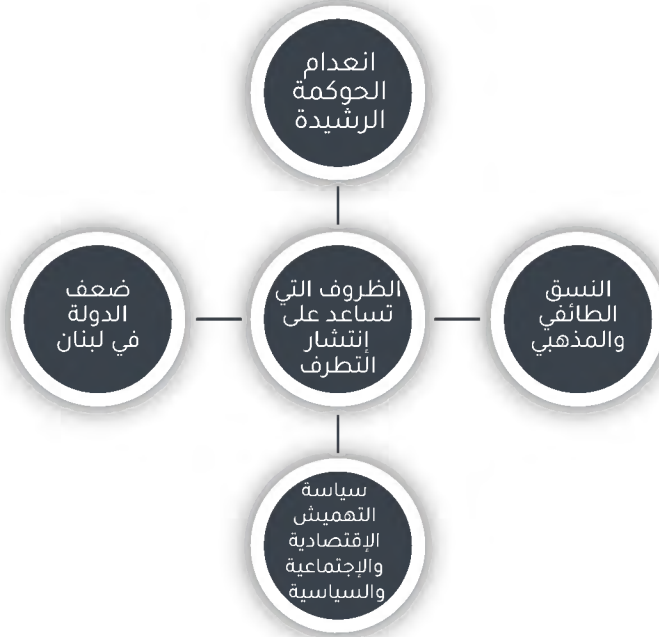 انعدام
الحوكمة
الرشيدة
النسق
الطائفي
والمذهبي
الظروف التي
تساعد على
إنتشار
التطرف
ضعف
الدولة
في لبنان
سياسة
التهميش
الإقتصادية
والإجتماعية
والسياسية